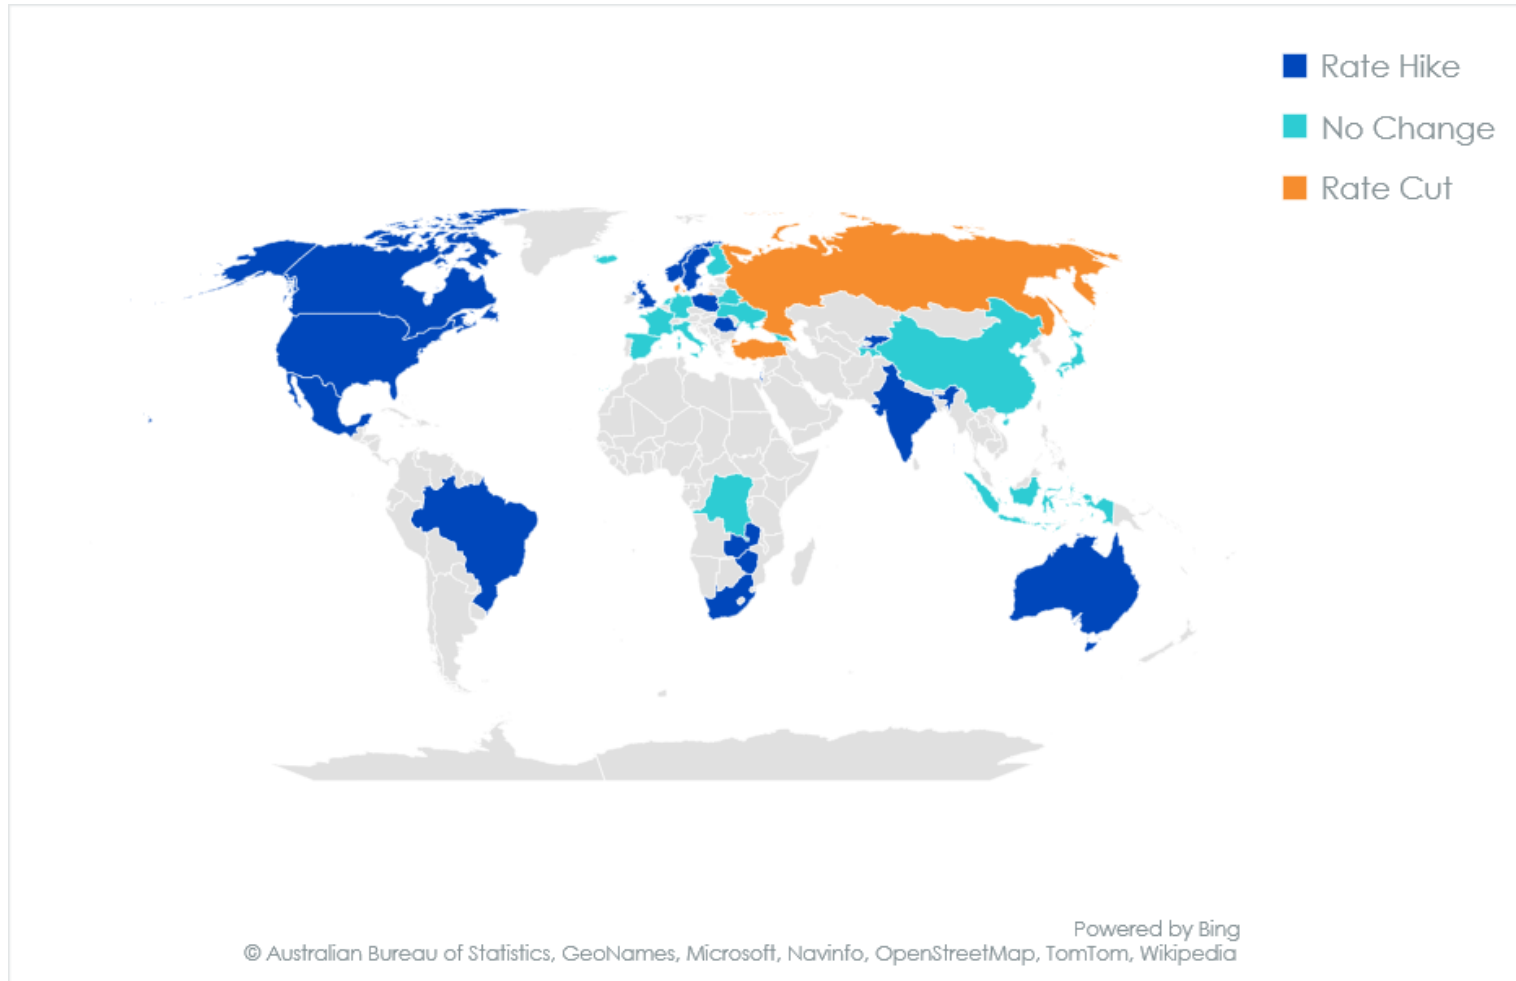 Rate Hike
No Change
Rate Cut
Powered by Bing
© Australian Bureau of Statistics, GeoNames, Microsoft, Navinfo, OpenStreetMap, TomTom, Wikipedia